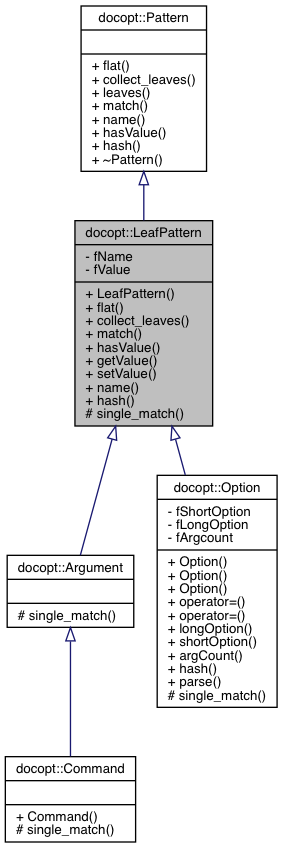 docopt::Pattern
+ flat()
+ collect_leaves()
+ leaves()
+ match()
+ name()
+ hasValue()
+ hash()
+ ~Pattern()
docopt::LeafPattern
- fName
- fValue
+ LeafPattern()
+ flat()
+ collect_leaves()
+ match()
+ hasValue()
+ getValue()
+ setValue()
+ name()
+ hash()
# single_match()
docopt::Option
- fShortOption
- fLongOption
- fArgcount
+ Option()
+ Option()
+ Option()
+ operator=()
+ operator=()
+ longOption()
+ shortOption()
+ argCount()
+ hash()
+ parse()
# single_match()
docopt::Argument
# single_match()
docopt::Command
+ Command()
# single_match()